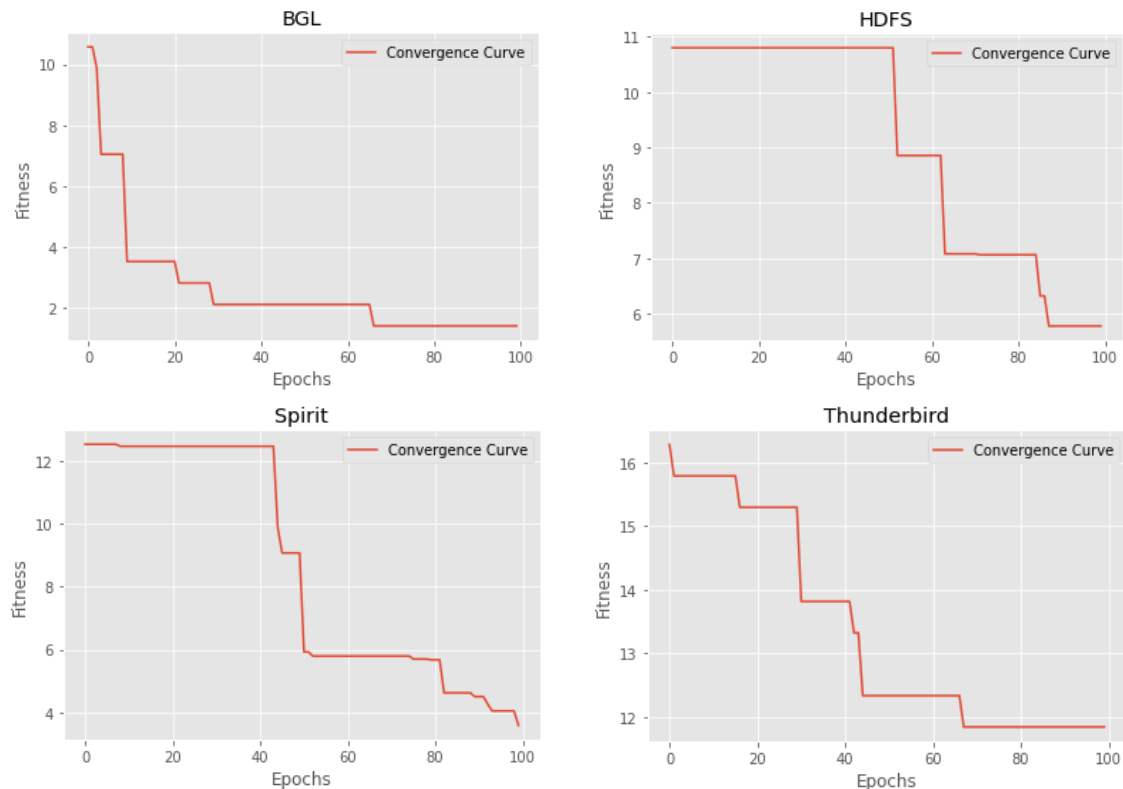 BGL
Convergence Curve
10
8
6
4
2
Fitness
0 20 40 60 80 100
Epochs
HDFS
Convergence Curve
11
10
9
8
7
6
Fitness
0 20 40 60 80 100
Epochs
Spirit
Convergence Curve
12
10
8
6
4
Fitness
0 20 40 60 80 100
Epochs
Thunderbird
Convergence Curve
16
15
14
13
12
Fitness
0 20 40 60 80 100
Epochs